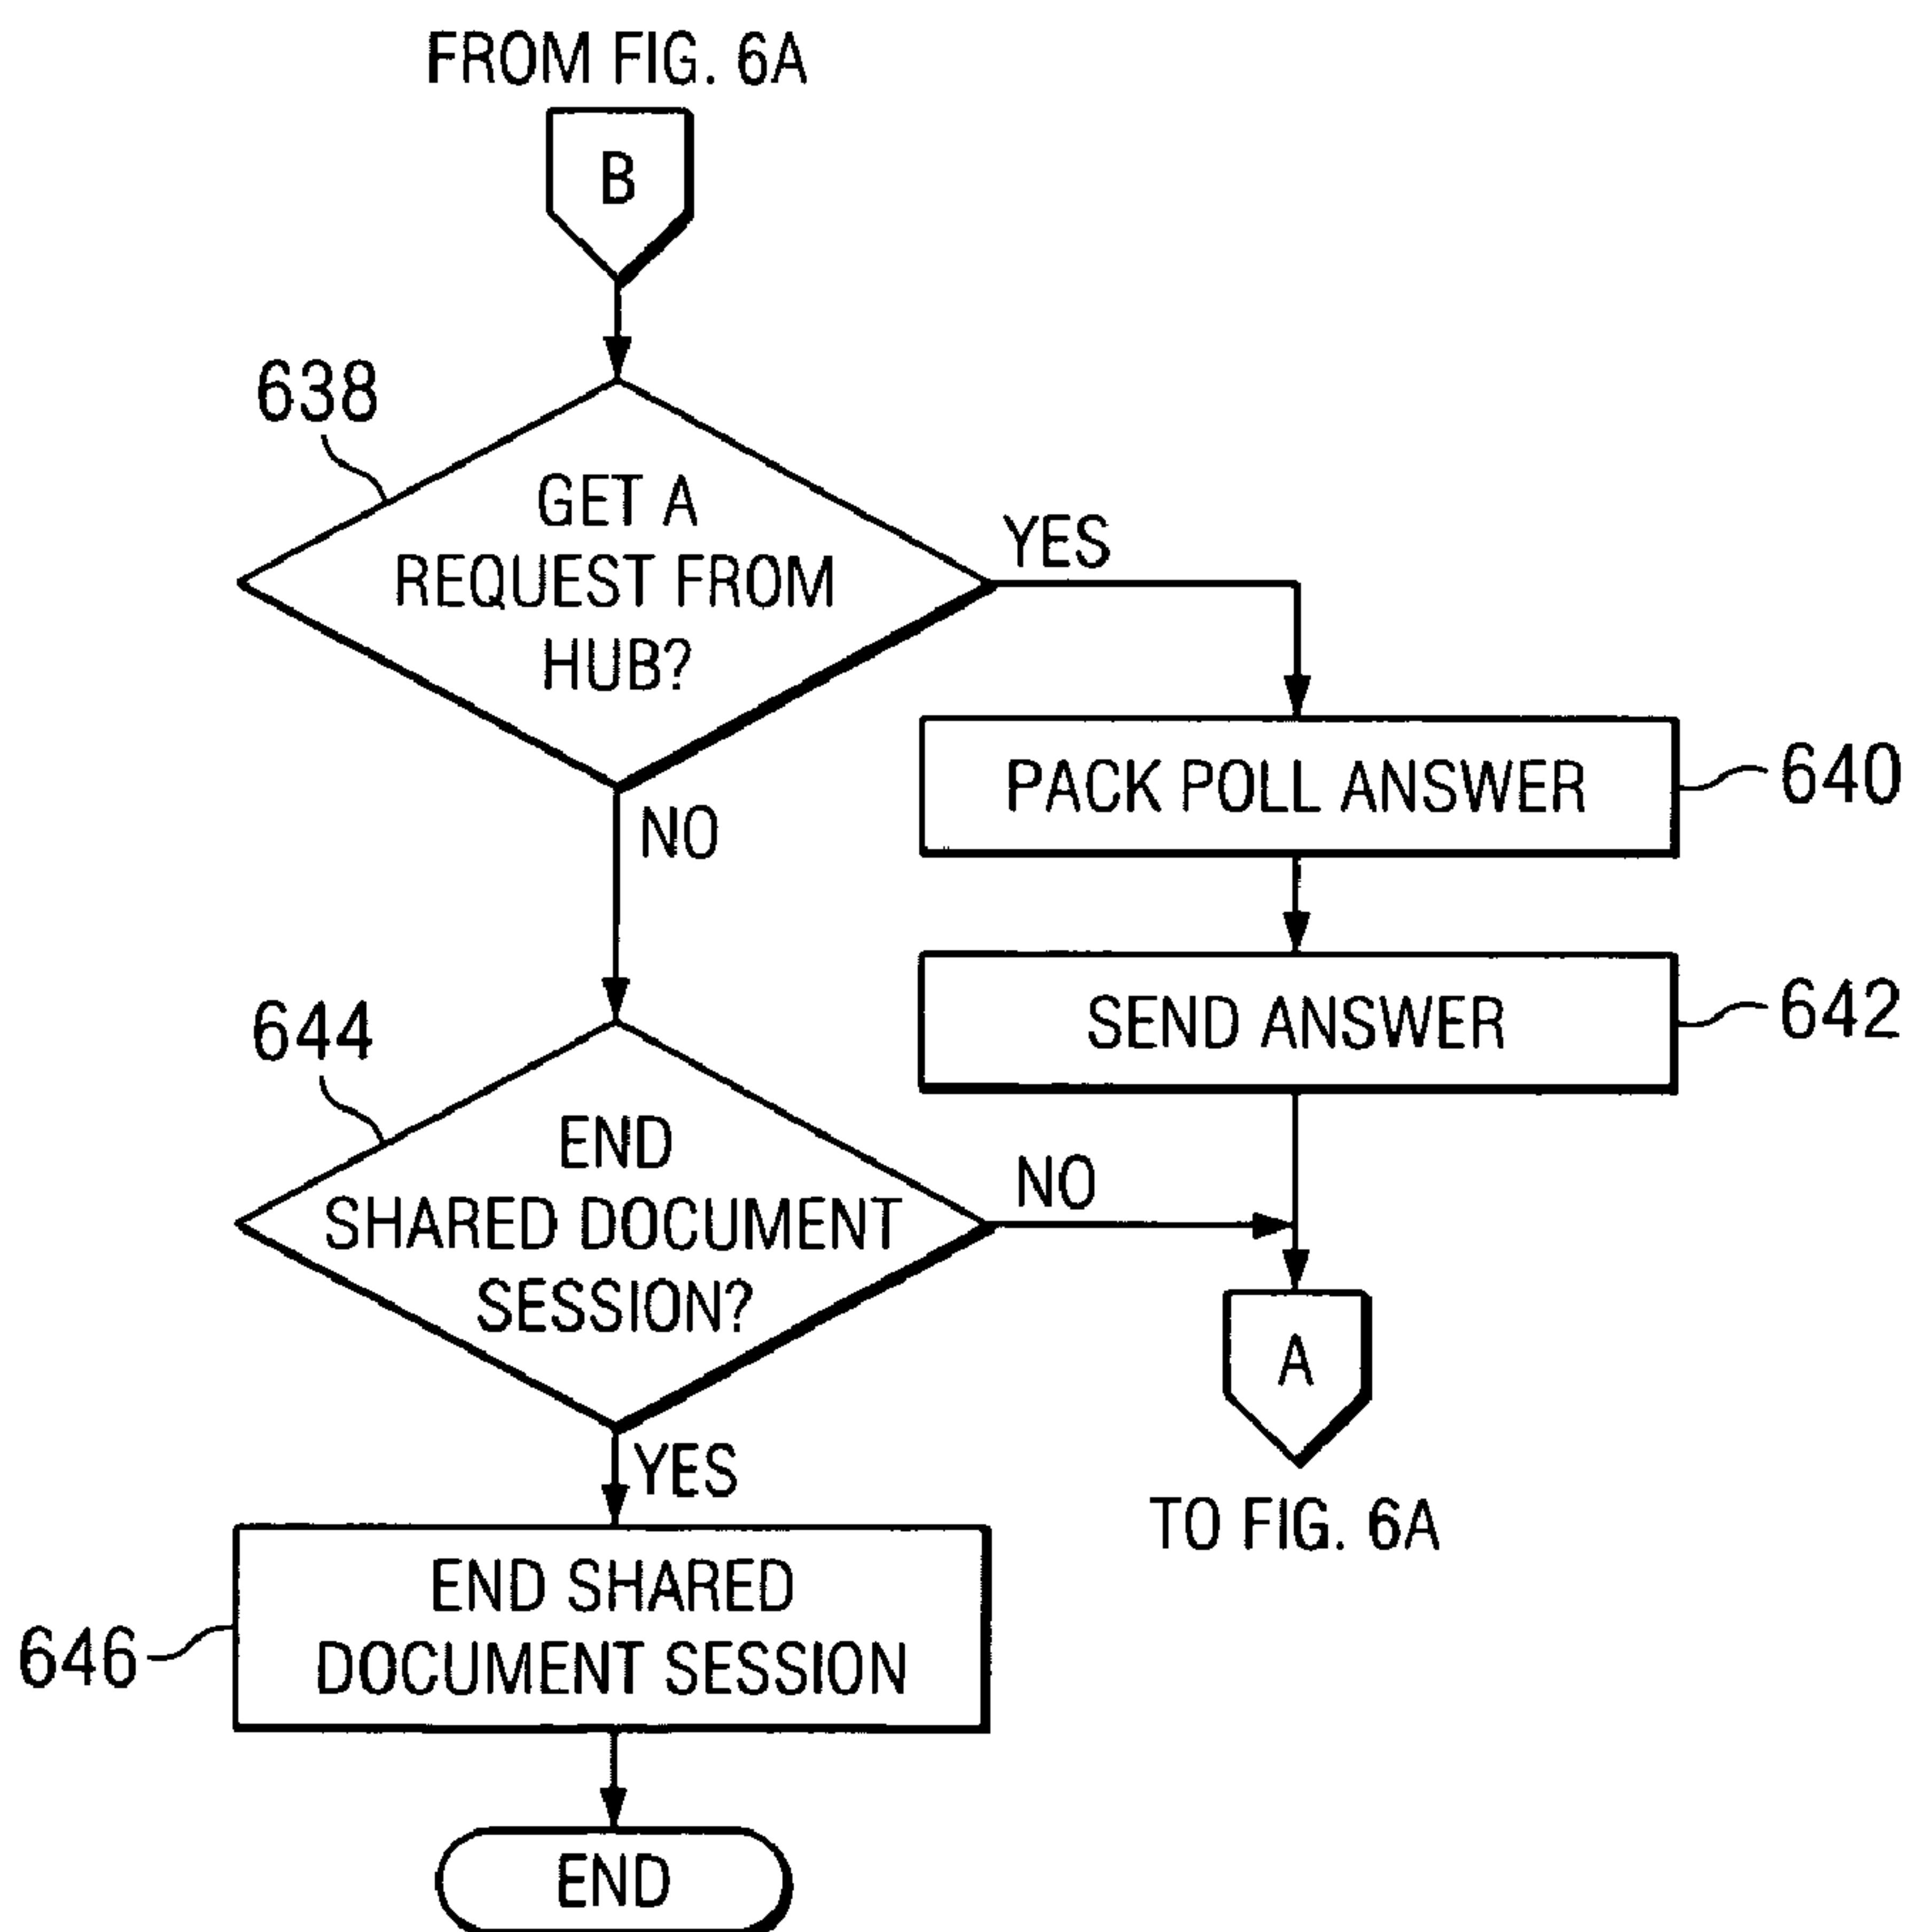 FROM FIG. 6A
B
638
GET A
REQUEST FROM
HUB?
YES
NO
PACK POLL ANSWER
640
SEND ANSWER
642
644
END
SHARED DOCUMENT
SESSION?
NO
YES
A
TO FIG. 6A
END SHARED
DOCUMENT SESSION
646
END